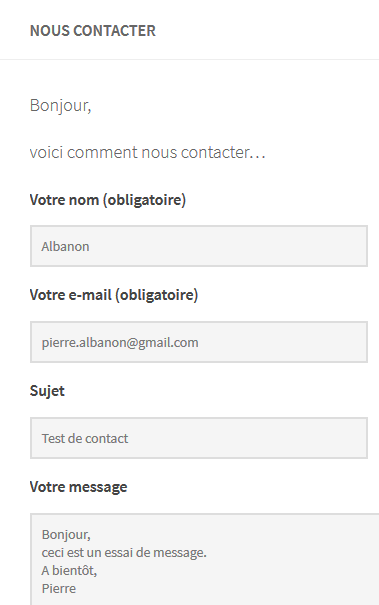 NOUS CONTACTER
Bonjour,
voici comment nous contacter…
Votre nom (obligatoire)
Albanon
Votre e-mail (obligatoire)
pierre.albanon@gmail.com
Sujet
Test de contact
Votre message
Bonjour,
ceci est un essai de message.
A bientôt,
Pierre